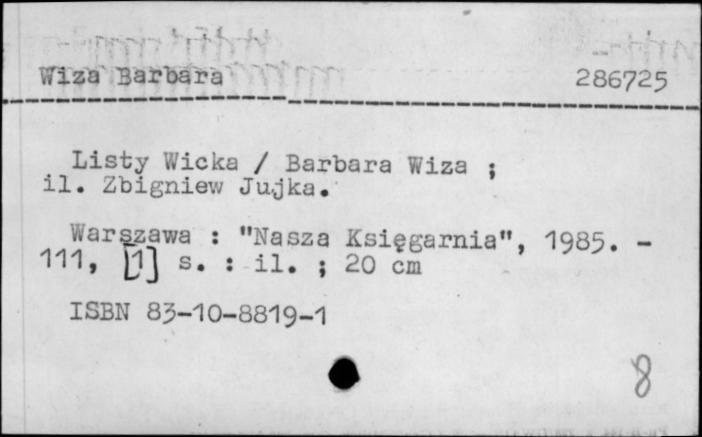 Wiza Barbara 286725
Listy Wicka / Barbara Wiza ;
il. Zbigniew Jujka.
Warszawa : "Nasza Księgarnia", 1985. -
111, [1] s. : il. ; 20 cm
ISBN 83-10-8819-1
8